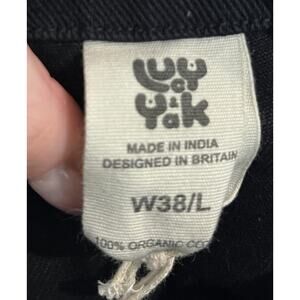 Lucy
&
Yak
MADE IN INDIA
DESIGNED IN BRITAIN
W38/L
100% ORGANIC